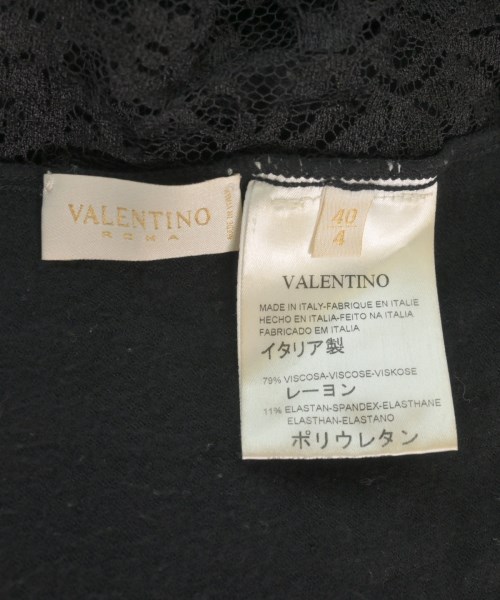 VALENTINO
ROMA
MADE IN ITALY
40
4
VALENTINO
MADE IN ITALY-FABRIQUE EN ITALIE
HECHO EN ITALIA-FEITO NA ITALIA
FABRICADO EM ITALIA
イタリア製
79% VISCOSA-VISCOSE-VISKOSE
レーヨン
11% ELASTAN-SPANDEX-ELASTHANE
ELASTHAN-ELASTANO
ポリウレタン